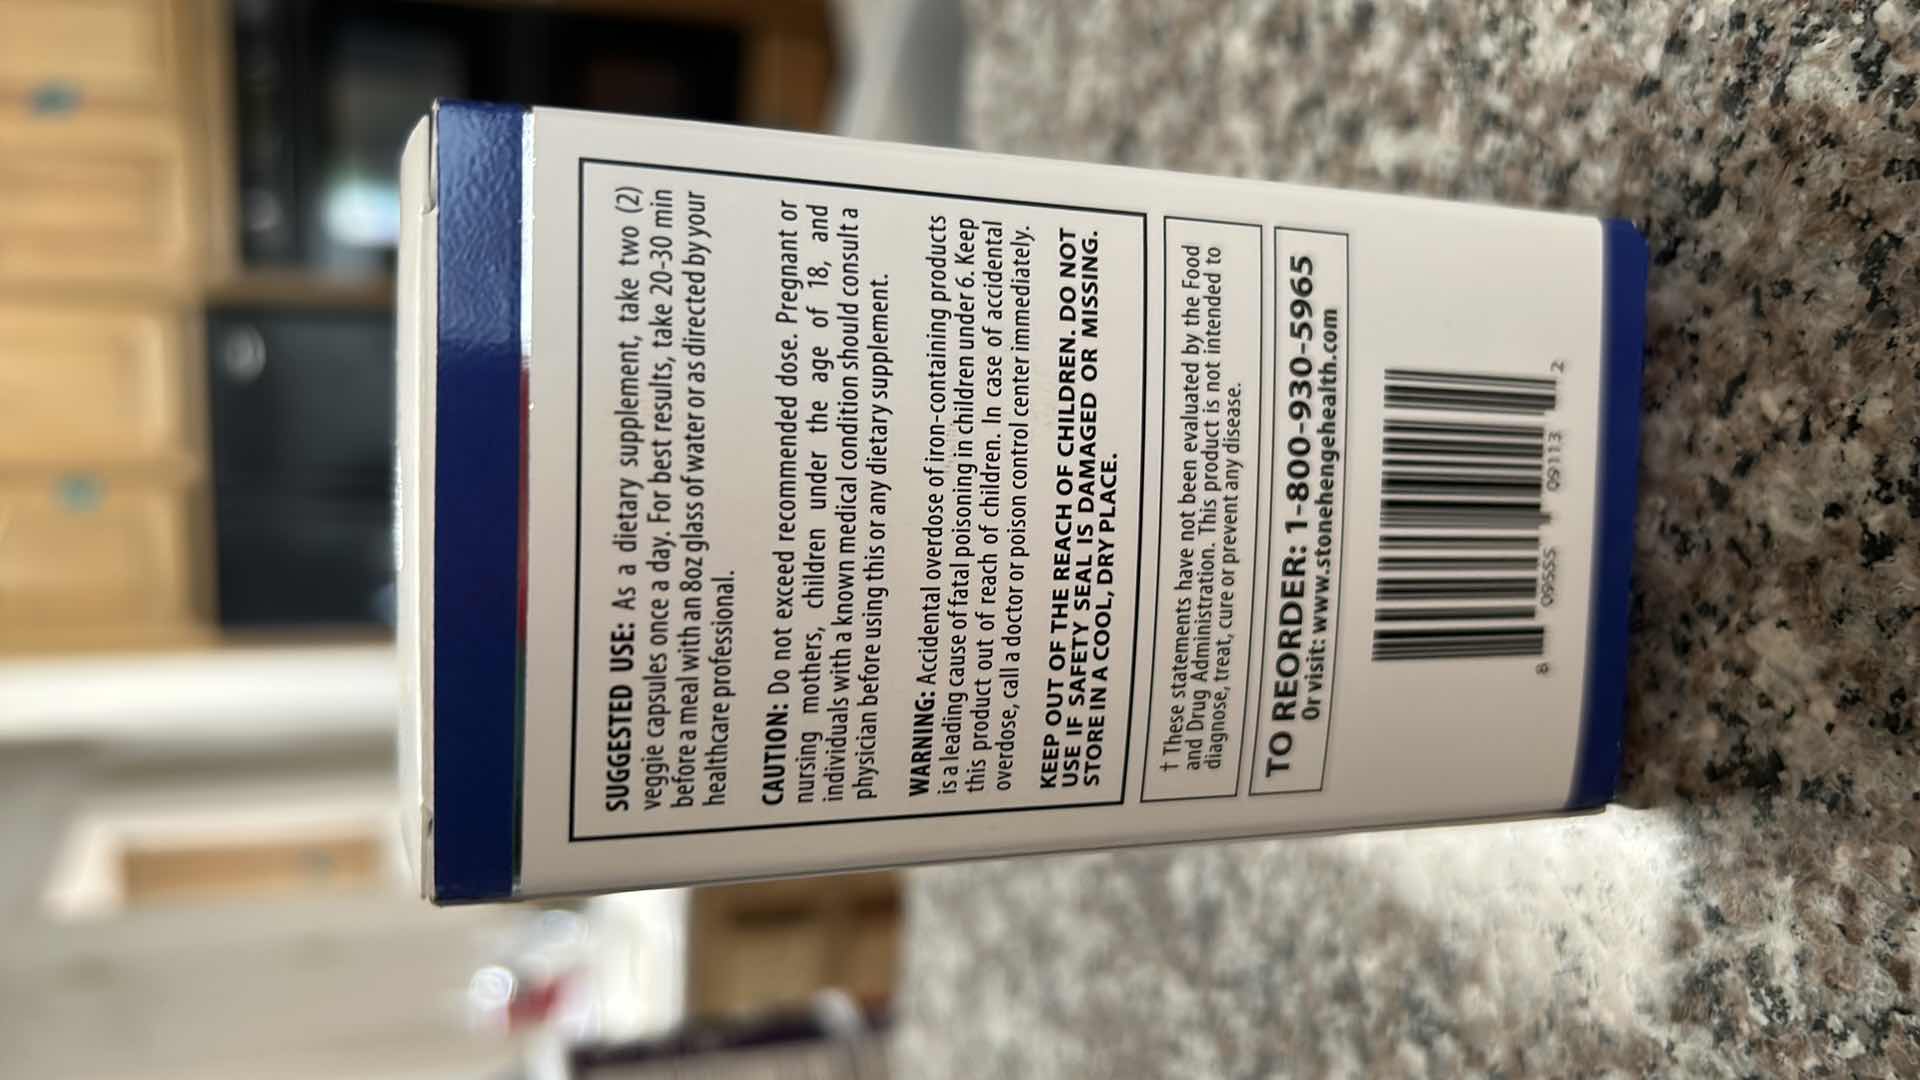 SUGGESTED USE: As a dietary supplement, take two (2)
veggie capsules once a day. For best results, take 20-30 min
before a meal with an 8oz glass of water or as directed by your
healthcare professional.
CAUTION: Do not exceed recommended dose. Pregnant or
nursing mothers, children under the age of 18, and
individuals with a known medical condition should consult a
physician before using this or any dietary supplement.
WARNING: Accidental overdose of iron-containing products
is a leading cause of fatal poisoning in children under 6. Keep
this product out of reach of children. In case of accidental
overdose, call a doctor or poison control center immediately.
KEEP OUT OF THE REACH OF CHILDREN. DO NOT
USE IF SAFETY SEAL IS DAMAGED OR MISSING.
STORE IN A COOL, DRY PLACE.
† These statements have not been evaluated by the Food
and Drug Administration. This product is not intended to
diagnose, treat, cure or prevent any disease.
TO REORDER: 1-800-930-5965
Or visit: www.stonehengehealth.com
8 09555 09113 2